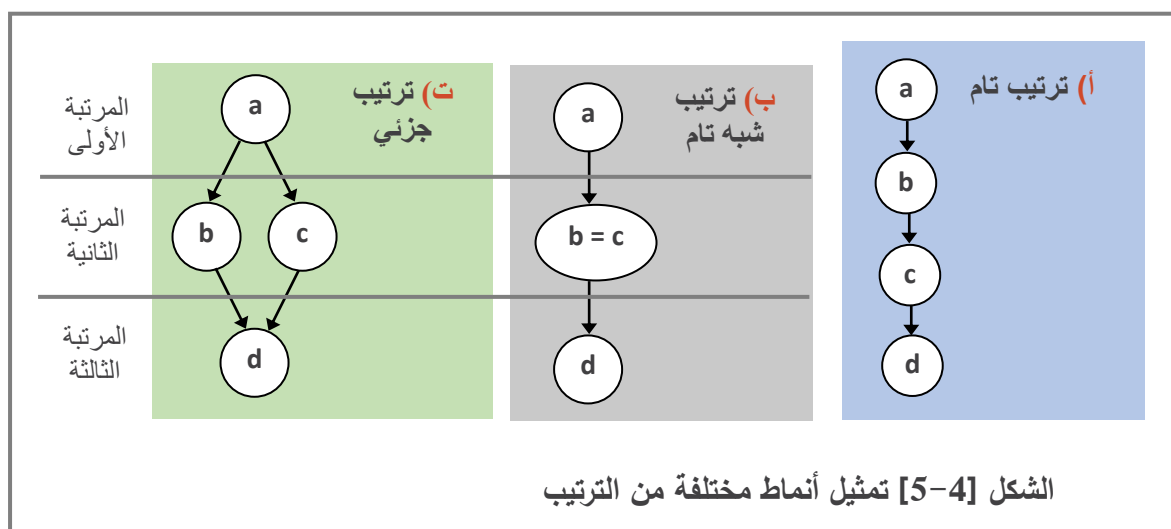 أ) ترتيب تام
a
b
c
d
ب) ترتيب
شبه تام
a
b = c
d
ت) ترتيب
جزئي
a
b
c
d
المرتبة
الأولى
المرتبة
الثانية
المرتبة
الثالثة
الشكل [4-5] تمثيل أنماط مختلفة من الترتيب